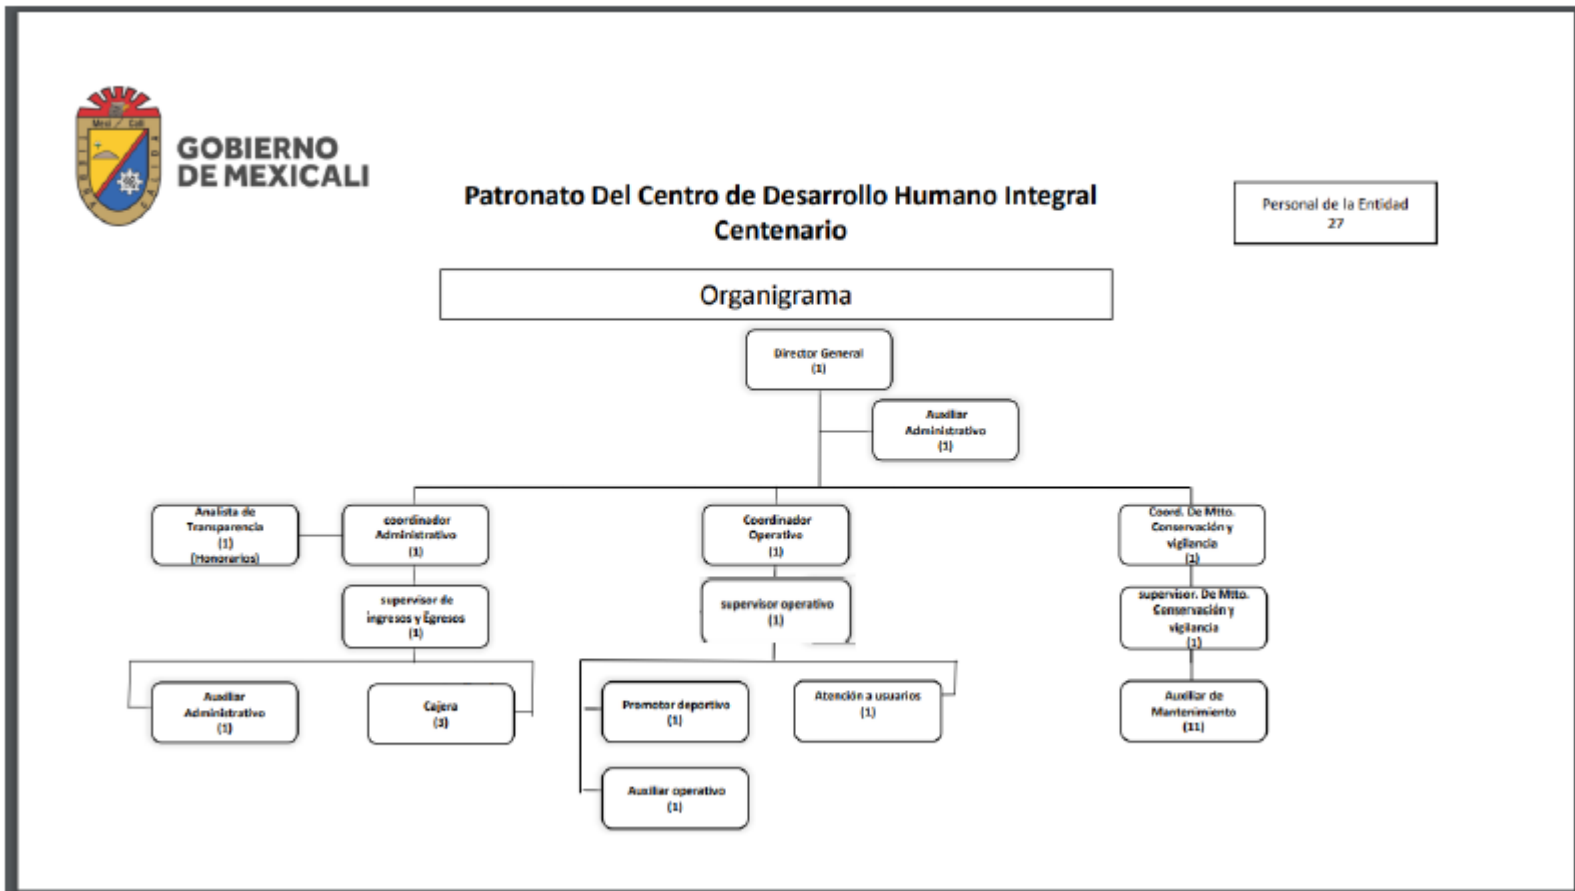 GOBIERNO
DE MEXICALI
Patronato Del Centro de Desarrollo Humano Integral
Centenario
Personal de la Entidad
27
Organigrama
Director General
(1)
Auxiliar
Administrativo
(1)
Analista de
Transparencia
(1)
(Honorarios)
coordinador
Administrativo
(1)
Coordinador
Operativo
(1)
Coord. De Mtto.
Conservación y
vigilancia
(1)
supervisor de
ingresos y Egresos
(1)
supervisor operativo
(1)
supervisor. De Mtto.
Conservación y
vigilancia
(1)
Auxiliar
Administrativo
(1)
Cajera
(3)
Promotor deportivo
(1)
Atención a usuarios
(1)
Auxiliar de
Mantenimiento
(11)
Auxiliar operativo
(1)